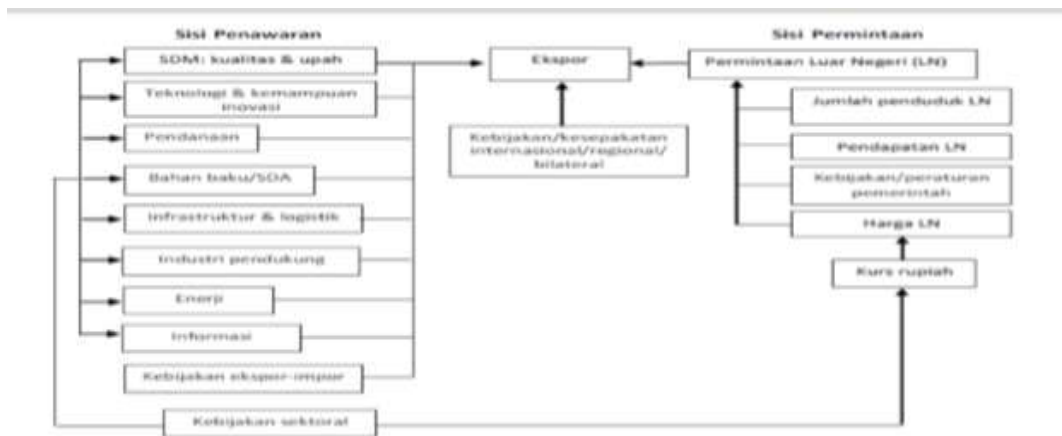 Sisi Penawaran
SDM: kualitas & upah
Teknologi & kemampuan
inovasi
Pendanaan
Bahan baku/SDA
Infrastruktur & logistik
Industri pendukung
Enerji
Informasi
Kebijakan ekspor-impor
Kebijakan sektoral
Ekspor
Kebijakan/kesepakatan
internasional/regional/
bilateral
Sisi Permintaan
Permintaan Luar Negeri (LN)
Jumlah penduduk LN
Pendapatan LN
Kebijakan/peraturan
pemerintah
Harga LN
Kurs rupiah